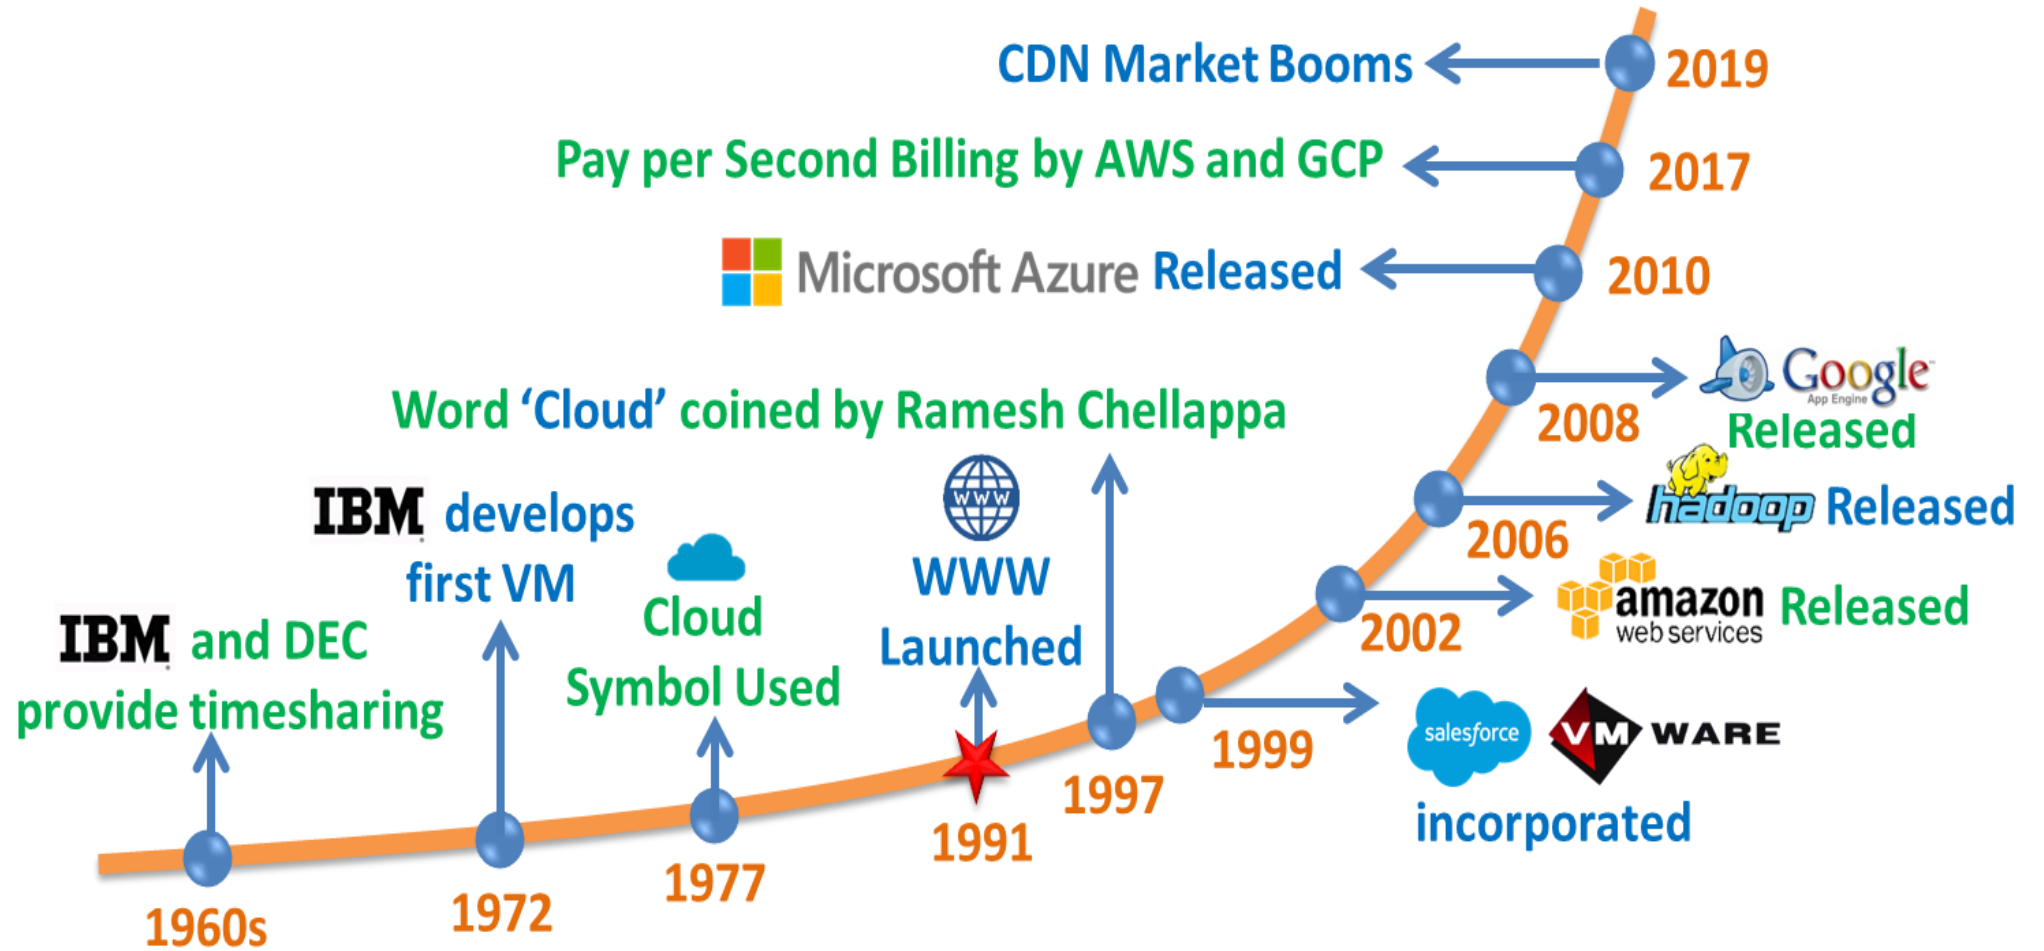 CDN Market Booms
2019
Pay per Second Billing by AWS and GCP
2017
Microsoft Azure Released
2010
Google
App Engine
Released
2008
Word ‘Cloud’ coined by Ramesh Chellappa
hadoop Released
2006
amazon
web services
Released
2002
salesforce
VMWARE
incorporated
1999
1997
www
WWW
Launched
1991
Cloud
Symbol Used
1977
IBM develops
first VM
1972
IBM and DEC
provide timesharing
1960s